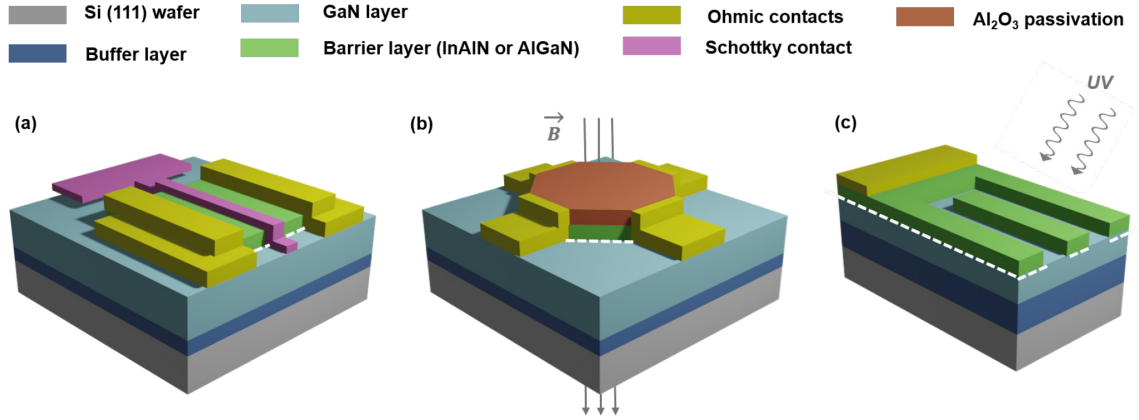 Si (111) wafer
GaN layer
Ohmic contacts
Al₂O₃ passivation
Buffer layer
Barrier layer (InAlN or AlGaN)
Schottky contact
(a)
(b)
B
(c)
UV